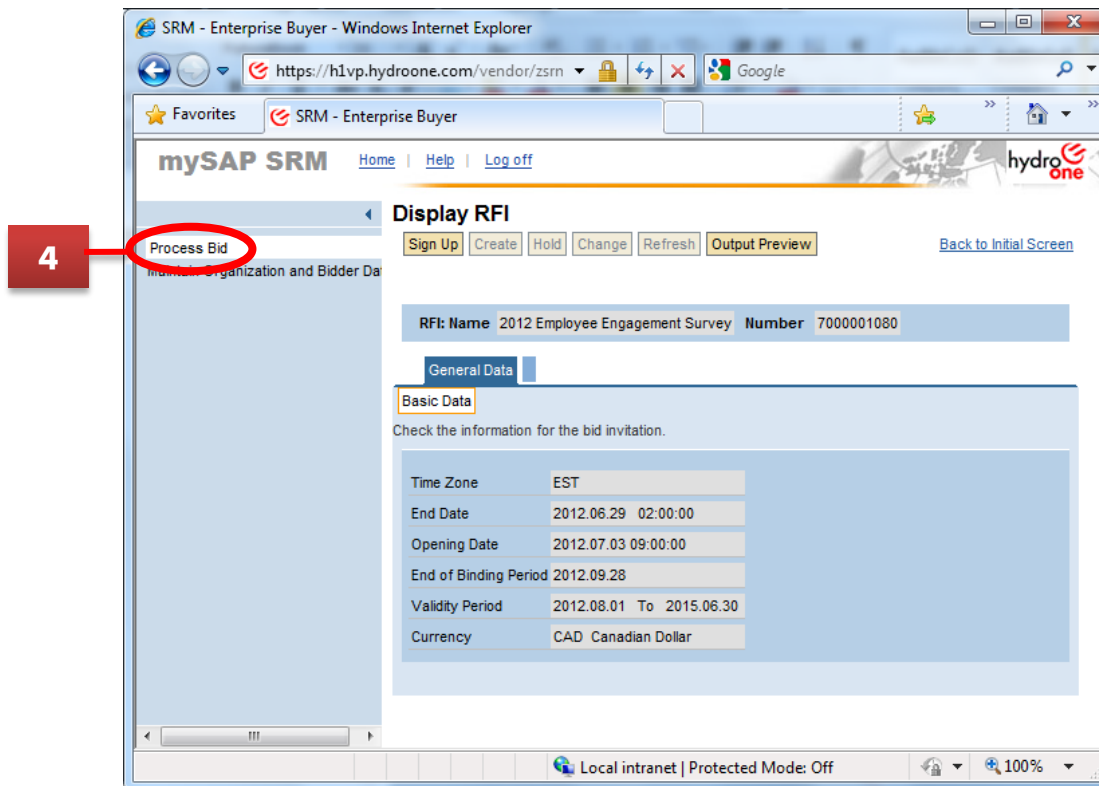 SRM - Enterprise Buyer - Windows Internet Explorer
https://h1vp.hydroone.com/vendor/zsrn
Google
Favorites
SRM - Enterprise Buyer
mySAP SRM Home | Help | Log off
hydro
one
Display RFI
4
Process Bid
Sign Up Create Hold Change Refresh Output Preview Back to Initial Screen
Maintain Organization and Bidder Da
RFI: Name 2012 Employee Engagement Survey Number 7000001080
General Data
Basic Data
Check the information for the bid invitation.
Time Zone EST
End Date 2012.06.29 02:00:00
Opening Date 2012.07.03 09:00:00
End of Binding Period 2012.09.28
Validity Period 2012.08.01 To 2015.06.30
Currency CAD Canadian Dollar
Local intranet | Protected Mode: Off
100%